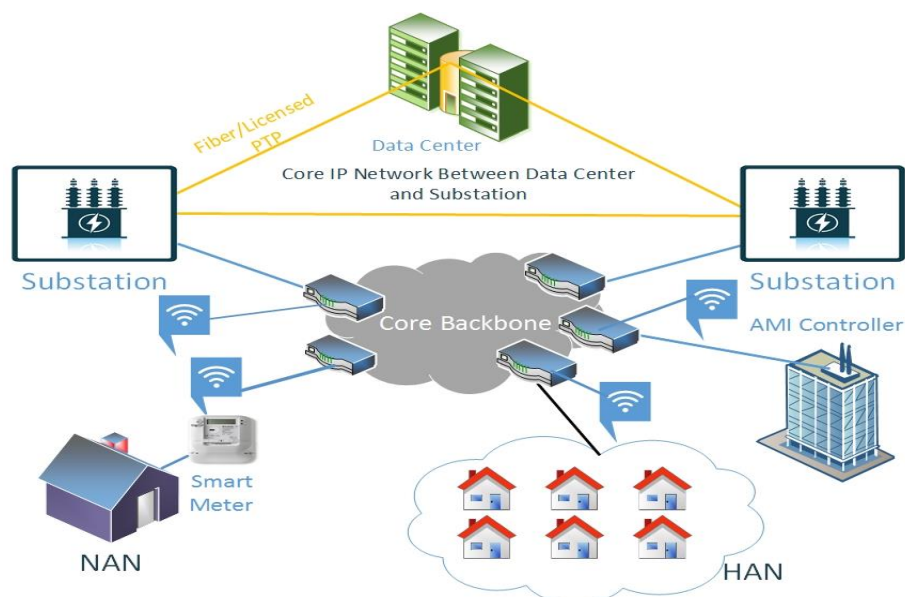 Fiber/Licensed
PTP
Data Center
Core IP Network Between Data Center
and Substation
Substation
Substation
Core Backbone
AMI Controller
Smart
Meter
NAN
HAN